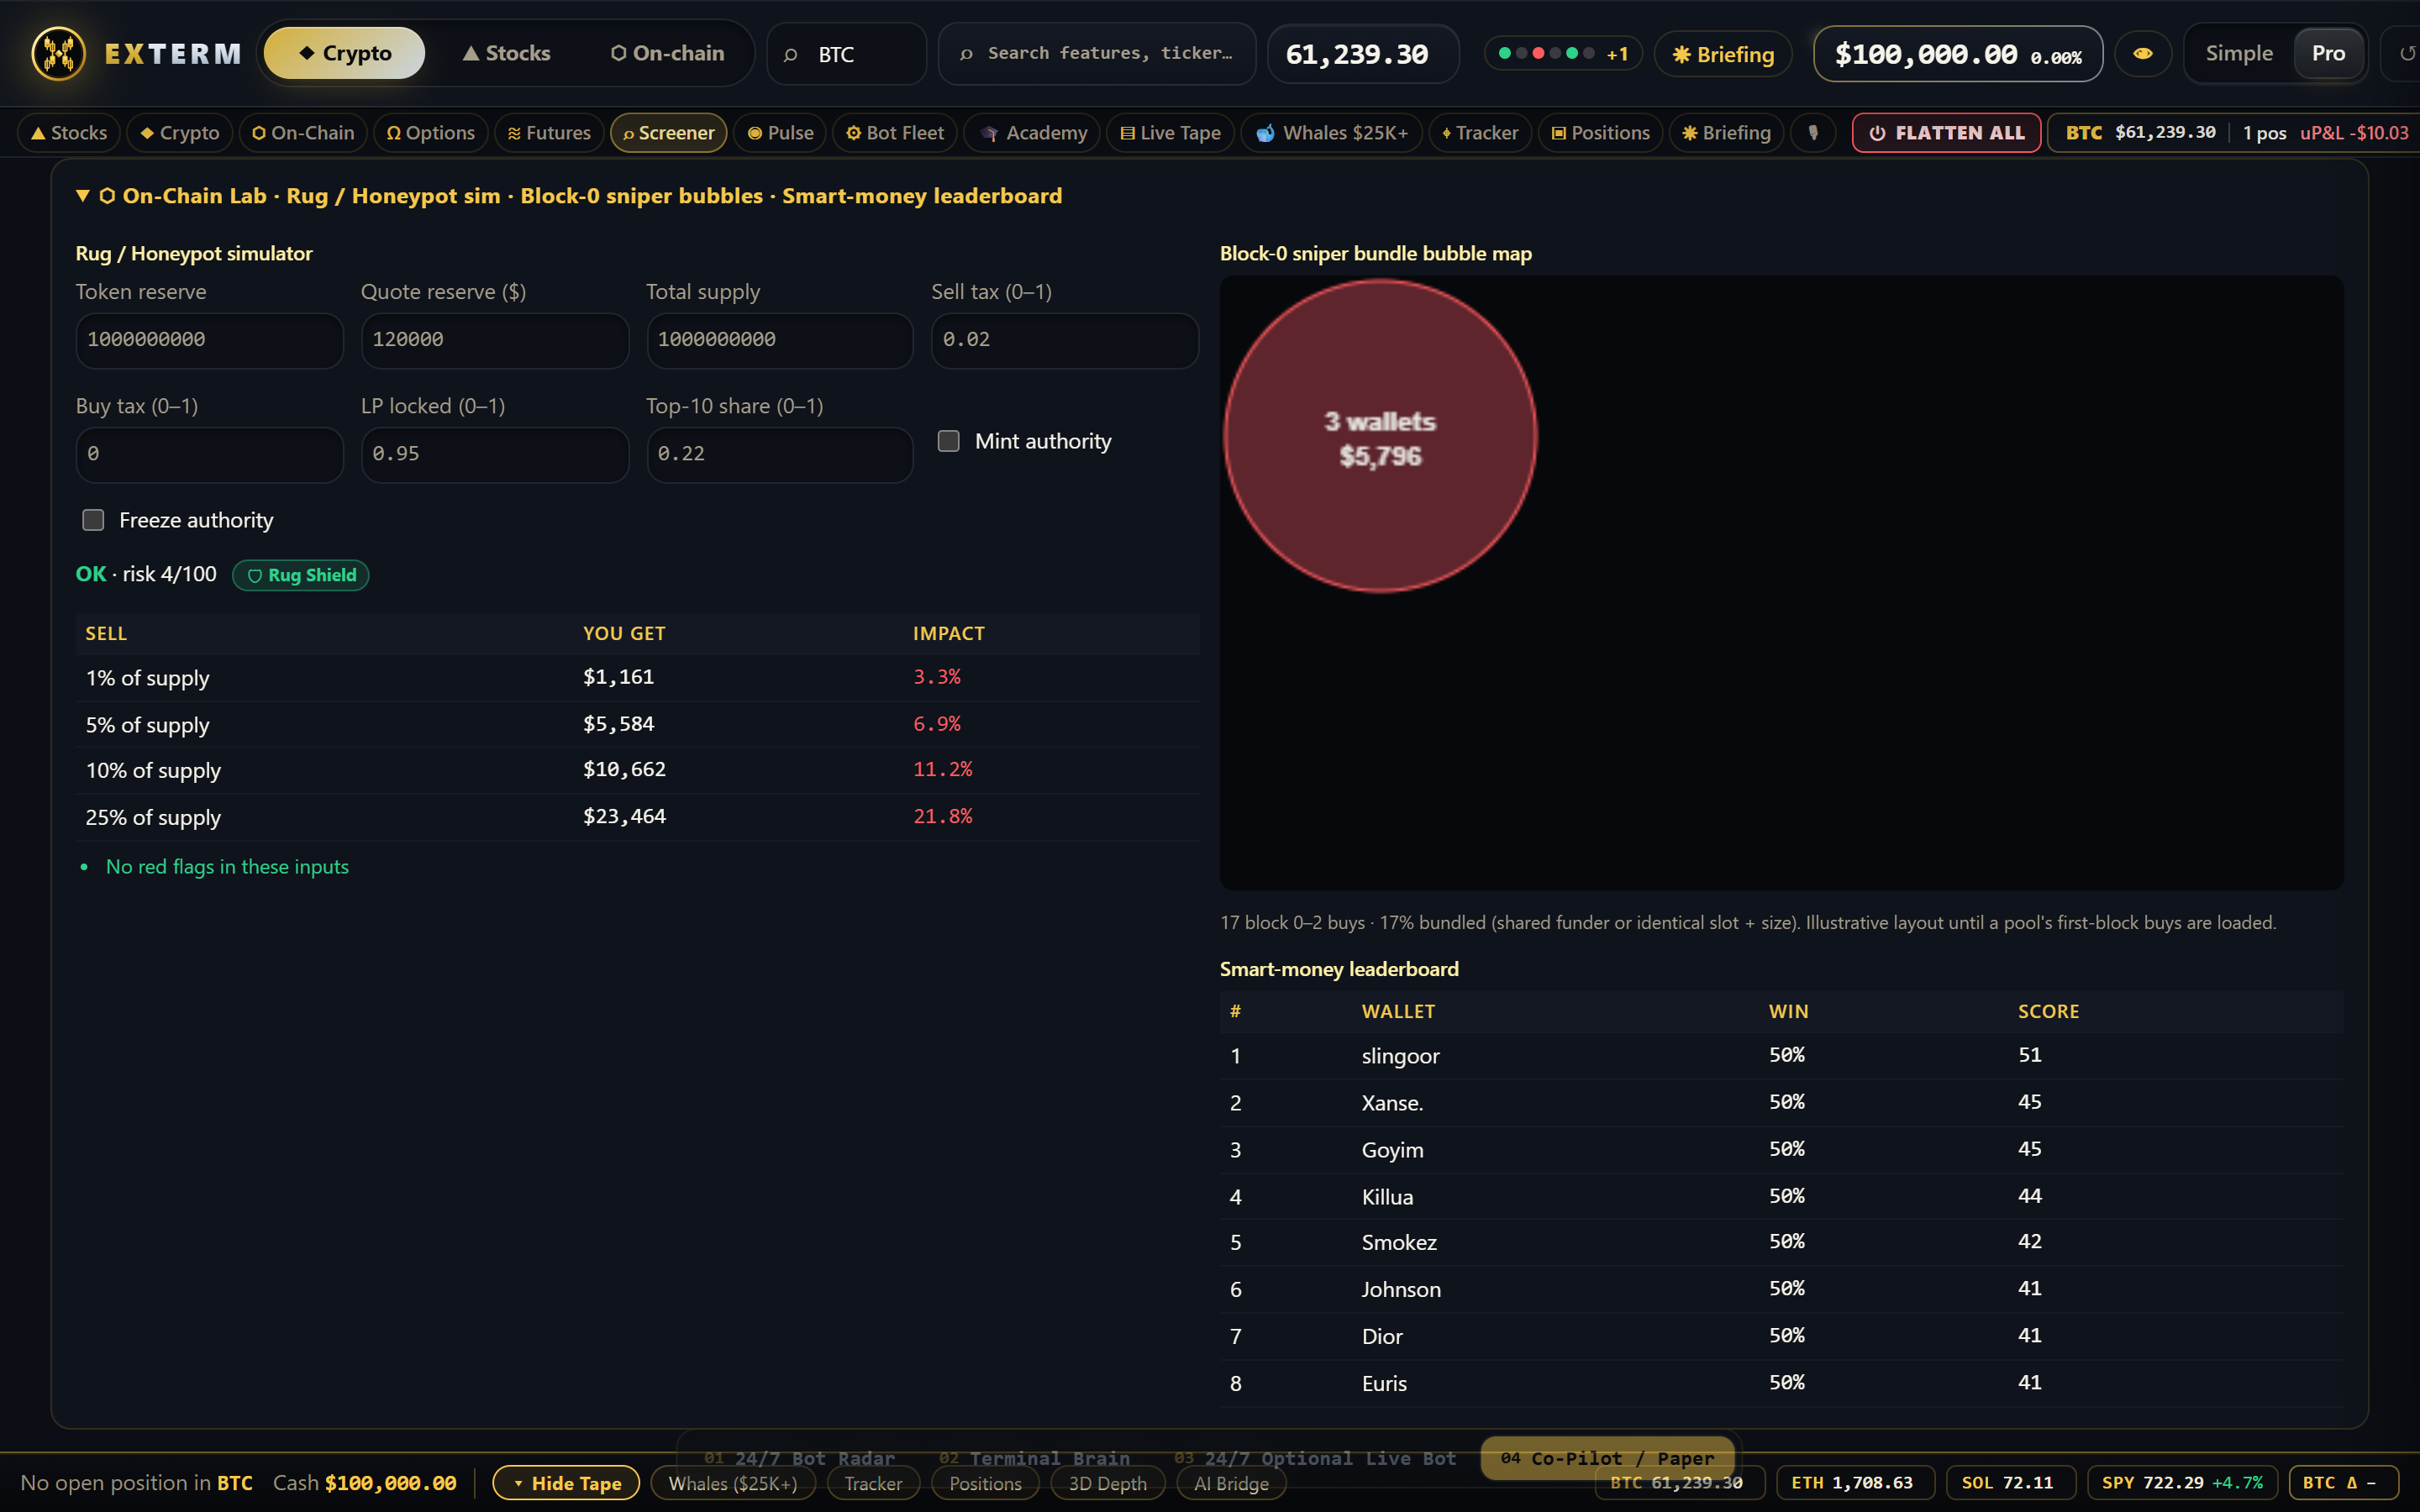 EXTERM
Crypto
Stocks
On-chain
BTC
Search features, ticker…
61,239.30
+1
Briefing
$100,000.00 0.00%
Simple
Pro
Stocks
Crypto
On-Chain
Options
Futures
Screener
Pulse
Bot Fleet
Academy
Live Tape
Whales $25K+
Tracker
Positions
Briefing
FLATTEN ALL
BTC $61,239.30 1 pos uP&L -$10.03
On-Chain Lab · Rug / Honeypot sim · Block-0 sniper bubbles · Smart-money leaderboard
Rug / Honeypot simulator
Token reserve Quote reserve ($) Total supply Sell tax (0–1)
1000000000 120000 1000000000 0.02
Buy tax (0–1) LP locked (0–1) Top-10 share (0–1)
0 0.95 0.22 Mint authority
Freeze authority
OK · risk 4/100 Rug Shield
SELL YOU GET IMPACT
1% of supply $1,161 3.3%
5% of supply $5,584 6.9%
10% of supply $10,662 11.2%
25% of supply $23,464 21.8%
• No red flags in these inputs
Block-0 sniper bundle bubble map
3 wallets
$5,796
17 block 0–2 buys · 17% bundled (shared funder or identical slot + size). Illustrative layout until a pool's first-block buys are loaded.
Smart-money leaderboard
# WALLET WIN SCORE
1 slingoor 50% 51
2 Xanse. 50% 45
3 Goyim 50% 45
4 Killua 50% 44
5 Smokez 50% 42
6 Johnson 50% 41
7 Dior 50% 41
8 Euris 50% 41
01 24/7 Bot Radar 02 Terminal Brain 03 24/7 Optional Live Bot 04 Co-Pilot / Paper
No open position in BTC Cash $100,000.00
Hide Tape
Whales ($25K+)
Tracker
Positions
3D Depth
AI Bridge
BTC 61,239.30
ETH 1,708.63
SOL 72.11
SPY 722.29 +4.7%
BTC Δ –